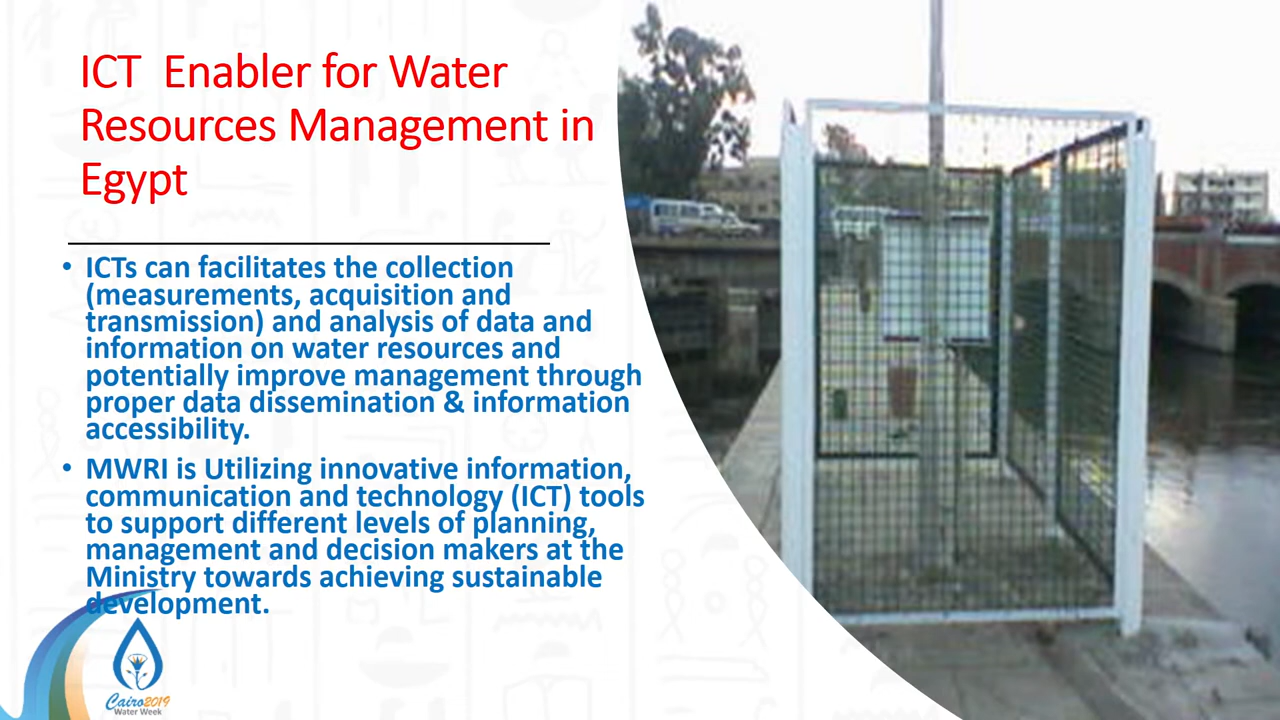 ICT Enabler for Water
Resources Management in
Egypt
• ICTs can facilitates the collection
(measurements, acquisition and
transmission) and analysis of data and
information on water resources and
potentially improve management through
proper data dissemination & information
accessibility.
• MWRI is Utilizing innovative information,
communication and technology (ICT) tools
to support different levels of planning,
management and decision makers at the
Ministry towards achieving sustainable
development.
Cairo2019
Water Week